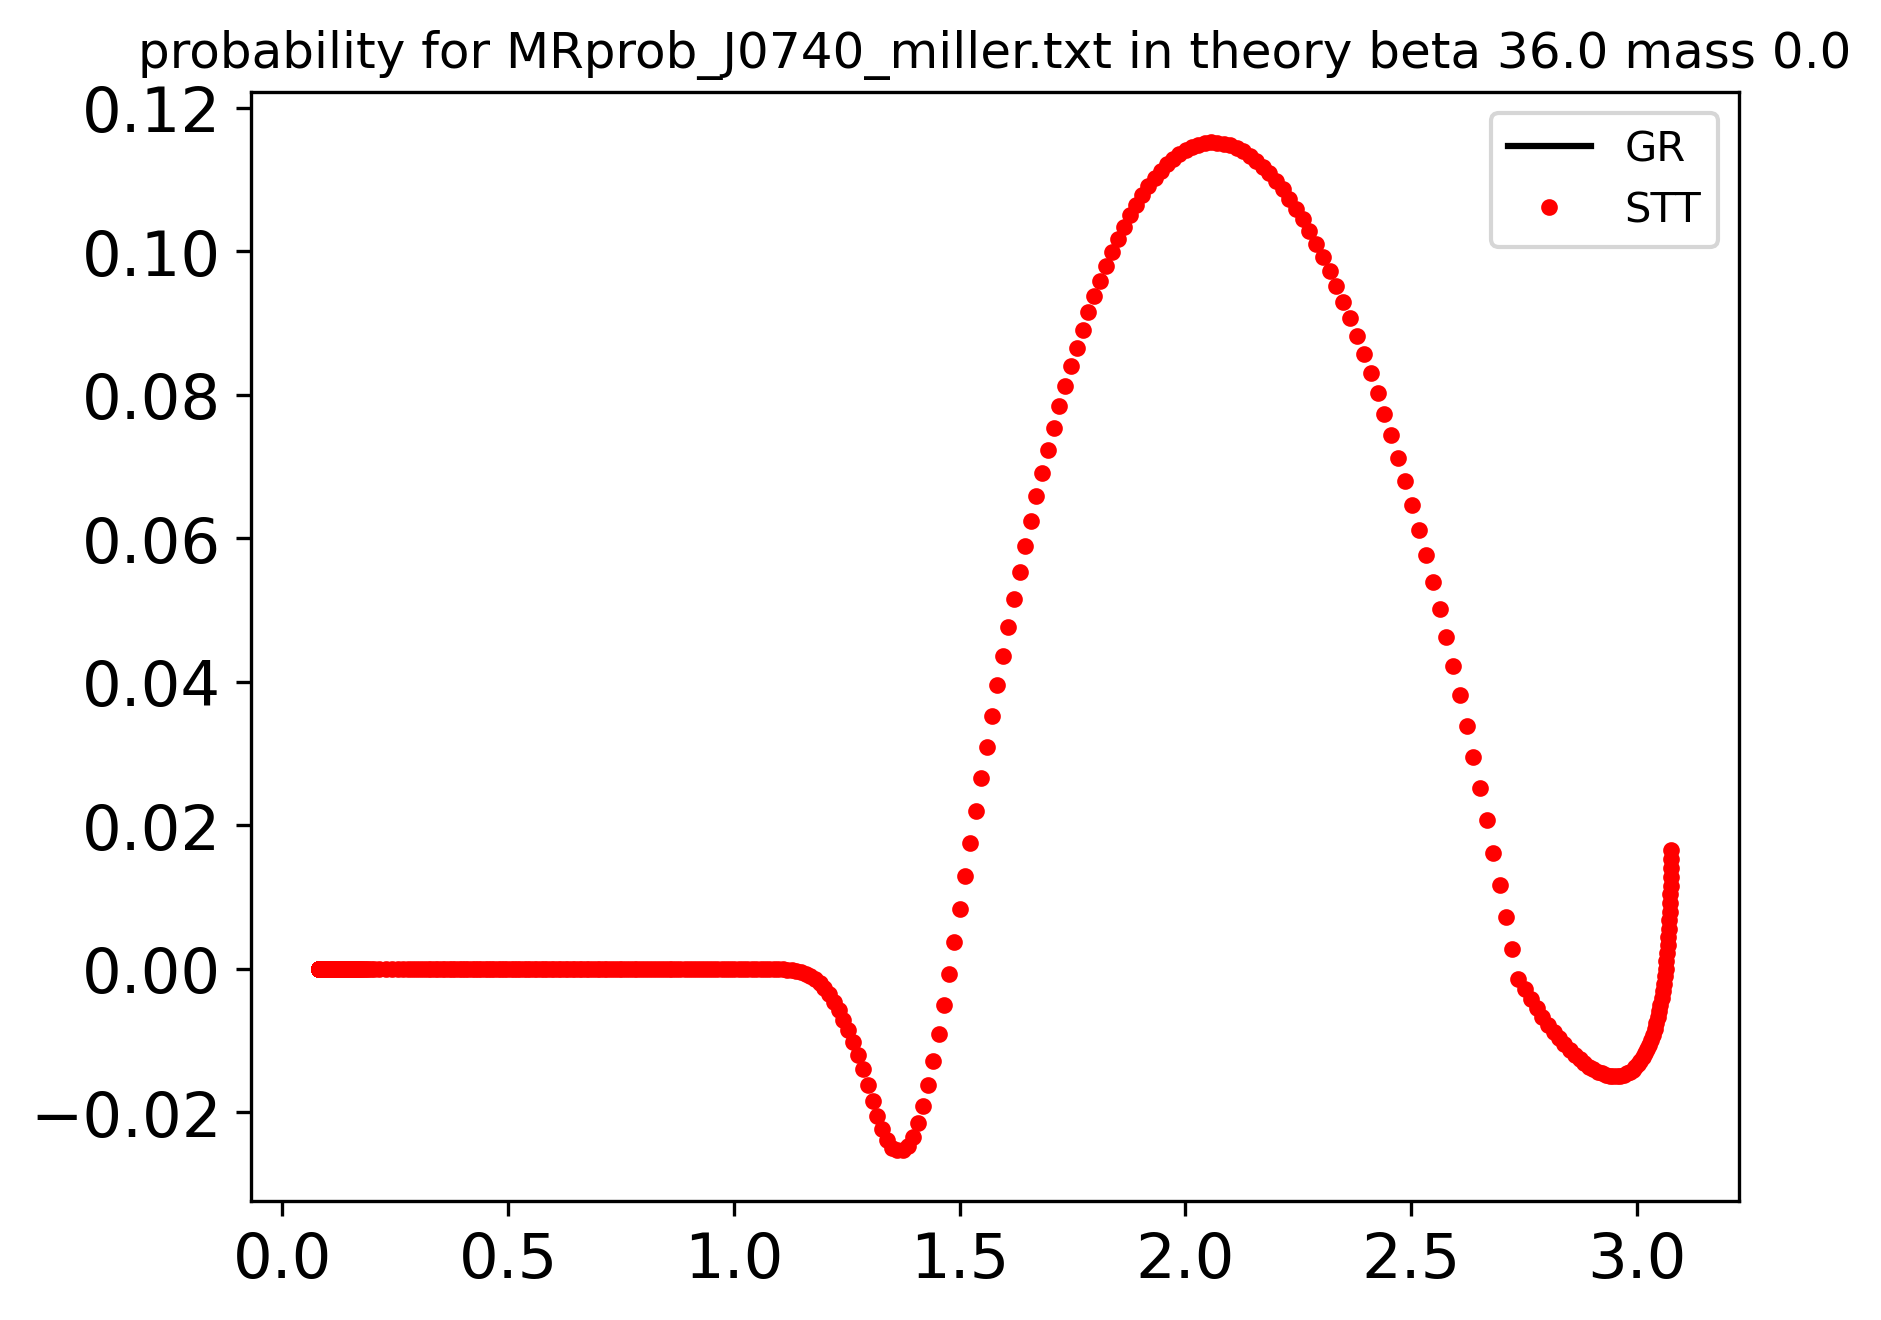 probability for MRprob_J0740_miller.txt in theory beta 36.0 mass 0.0
GR
STT
0.12
0.10
0.08
0.06
0.04
0.02
0.00
−0.02
0.0 0.5 1.0 1.5 2.0 2.5 3.0